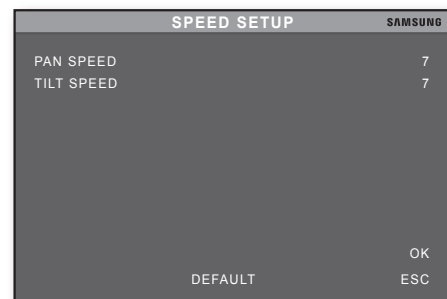 SPEED SETUP SAMSUNG
PAN SPEED 7
TILT SPEED 7
OK
DEFAULT ESC